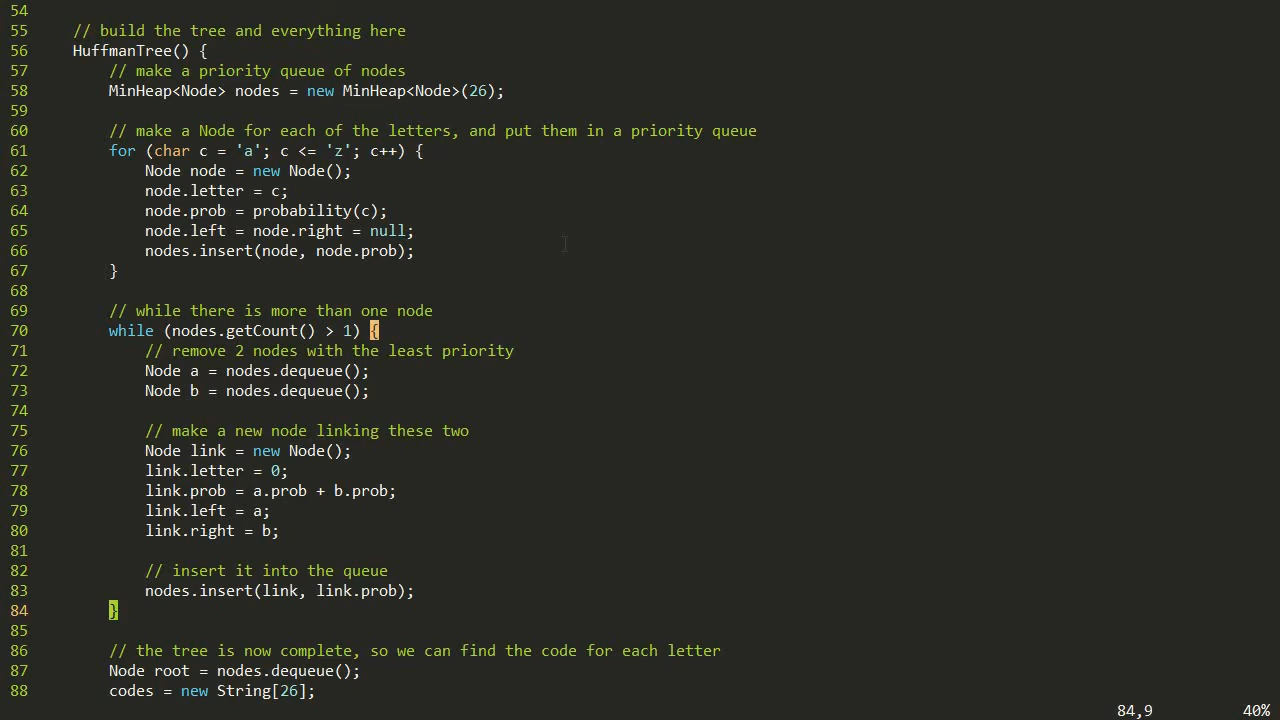 54
55     // build the tree and everything here
56     HuffmanTree() {
57         // make a priority queue of nodes
58         MinHeap<Node> nodes = new MinHeap<Node>(26);
59
60         // make a Node for each of the letters, and put them in a priority queue
61         for (char c = 'a'; c <= 'z'; c++) {
62             Node node = new Node();
63             node.letter = c;
64             node.prob = probability(c);
65             node.left = node.right = null;
66             nodes.insert(node, node.prob);
67         }
68
69         // while there is more than one node
70         while (nodes.getCount() > 1) {
71             // remove 2 nodes with the least priority
72             Node a = nodes.dequeue();
73             Node b = nodes.dequeue();
74
75             // make a new node linking these two
76             Node link = new Node();
77             link.letter = 0;
78             link.prob = a.prob + b.prob;
79             link.left = a;
80             link.right = b;
81
82             // insert it into the queue
83             nodes.insert(link, link.prob);
84         }
85
86         // the tree is now complete, so we can find the code for each letter
87         Node root = nodes.dequeue();
88         codes = new String[26];
84,9 40%